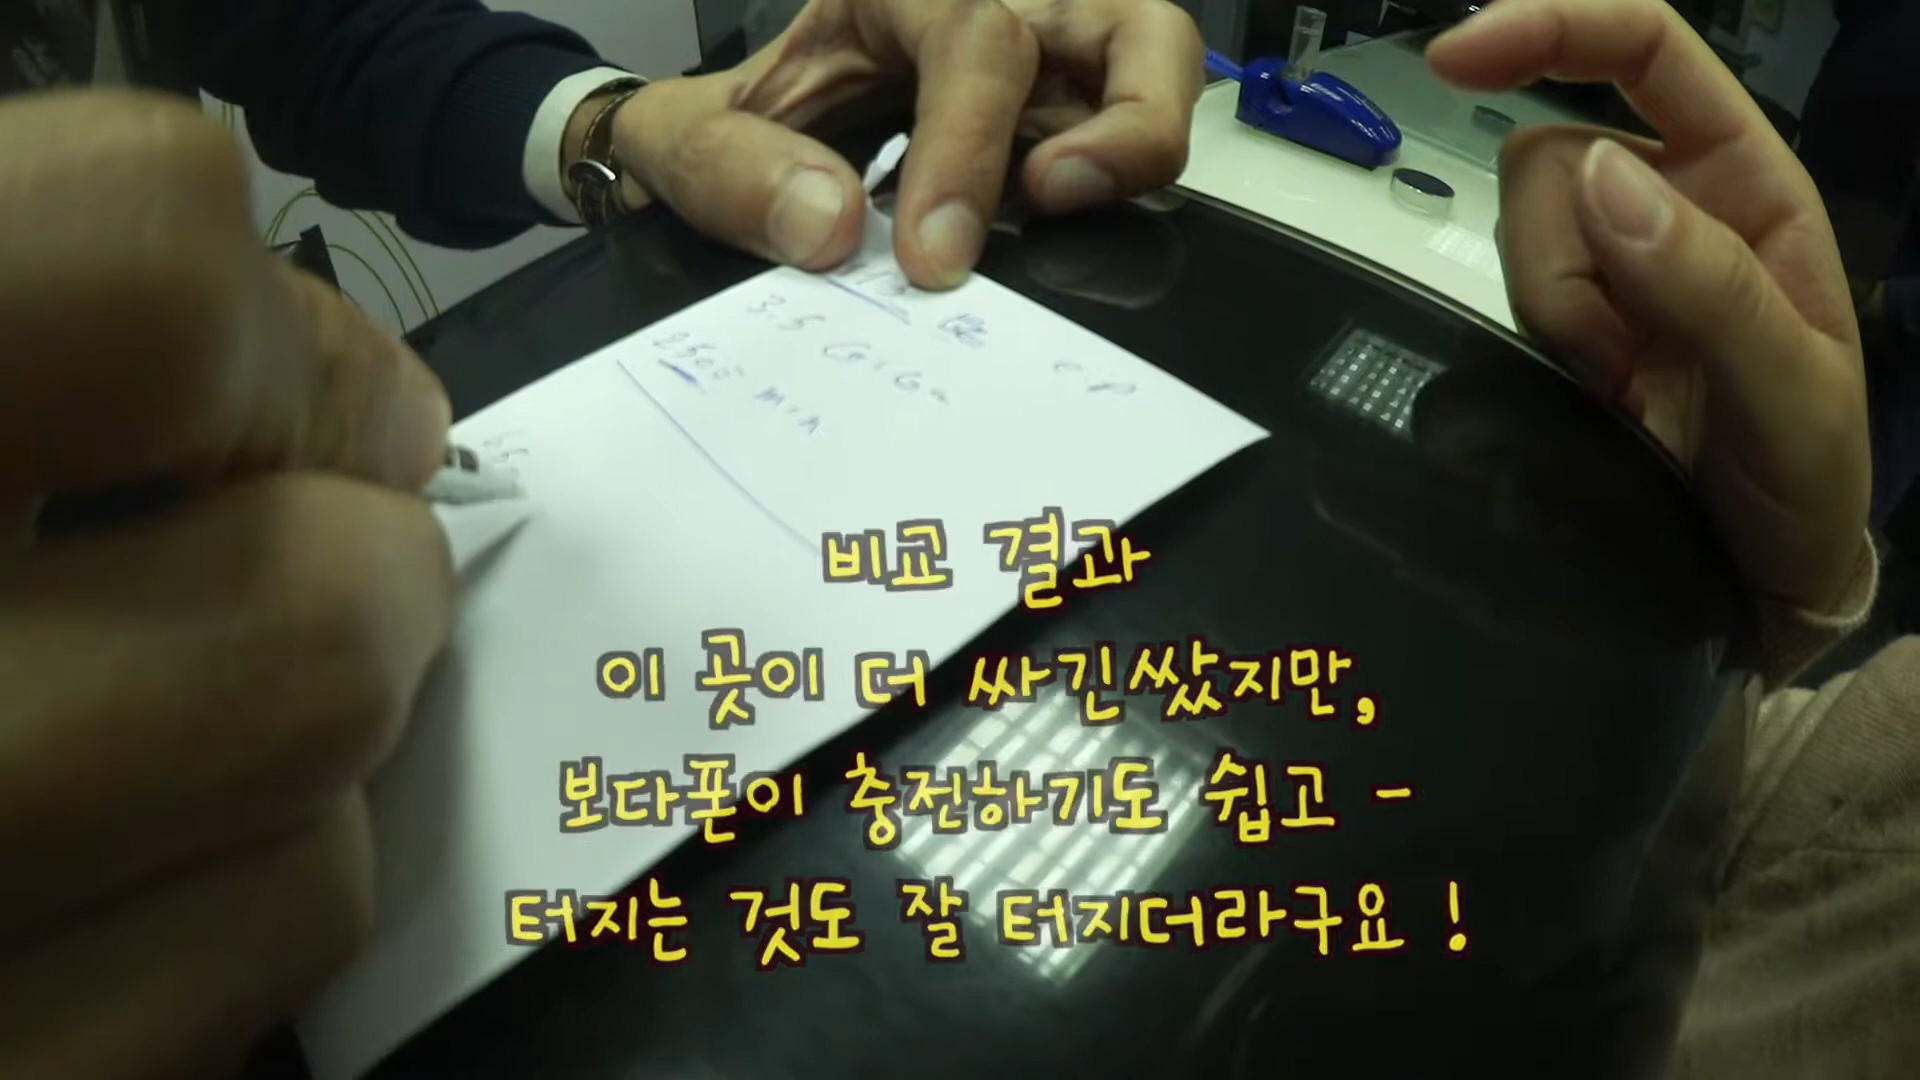 3.5 GiGa
2500 min
비교 결과
이 곳이 더 싸긴쌌지만,
보다폰이 충전하기도 쉽고 -
터지는 것도 잘 터지더라구요 !